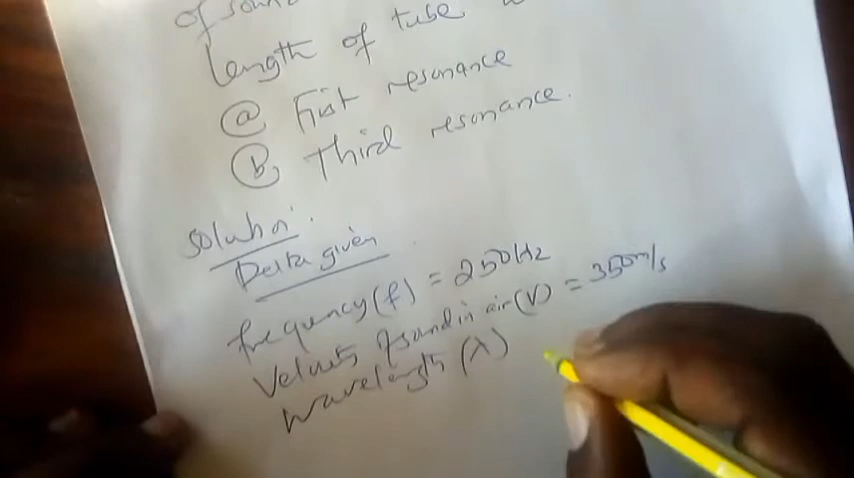 of sound
length of tube
(a) First resonance
(b) Third resonance.
Solution.
Data given
frequency (f) = 250Hz
Velocity of sound in air (V) = 350m/s
Wavelength (λ)